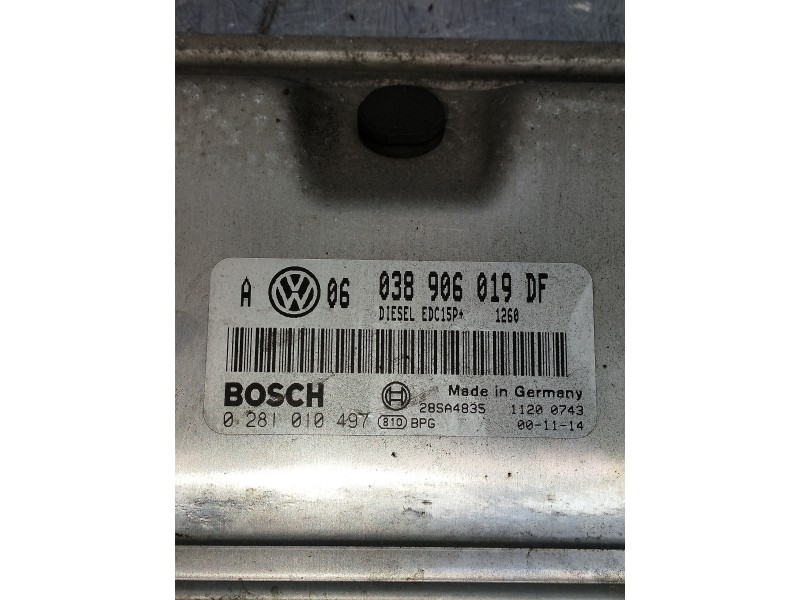 A VW 06 038 906 019 DF
DIESEL EDC15P+ 1260
BOSCH Made in Germany
28SA4835 1120 0743
0 281 010 497 810 BPG 00-11-14